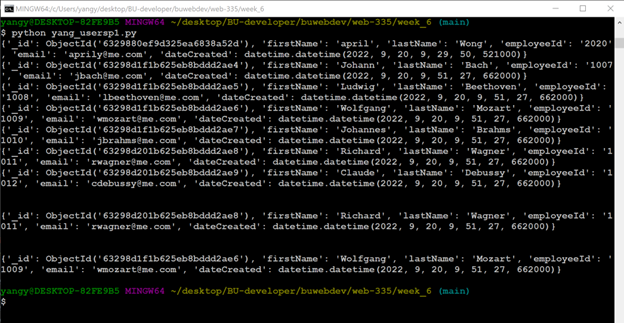 MINGW64:/c/Users/yangy/desktop/BU-developer/buwebdev/web-335/week_6
yangy@DESKTOP-82FE9B5 MINGW64 ~/desktop/BU-developer/buwebdev/web-335/week_6 (main)
$ python yang_usersp1.py
{'_id': ObjectId('6329880ef9d325ea6838a52d'), 'firstName': 'april', 'lastName': 'Wong', 'employeeId': '2020'
, 'email': 'aprily@me.com', 'dateCreated': datetime.datetime(2022, 9, 20, 9, 29, 50, 521000)}
{'_id': ObjectId('63298d1f1b625eb8bddd2ae4'), 'firstName': 'Johann', 'lastName': 'Bach', 'employeeId': '1007
', 'email': 'jbach@me.com', 'dateCreated': datetime.datetime(2022, 9, 20, 9, 51, 27, 662000)}
{'_id': ObjectId('63298d1f1b625eb8bddd2ae5'), 'firstName': 'Ludwig', 'lastName': 'Beethoven', 'employeeId':
'1008', 'email': 'lbeethoven@me.com', 'dateCreated': datetime.datetime(2022, 9, 20, 9, 51, 27, 662000)}
{'_id': ObjectId('63298d1f1b625eb8bddd2ae6'), 'firstName': 'Wolfgang', 'lastName': 'Mozart', 'employeeId': '
1009', 'email': 'wmozart@me.com', 'dateCreated': datetime.datetime(2022, 9, 20, 9, 51, 27, 662000)}
{'_id': ObjectId('63298d1f1b625eb8bddd2ae7'), 'firstName': 'Johannes', 'lastName': 'Brahms', 'employeeId': '
1010', 'email': 'jbrahms@me.com', 'dateCreated': datetime.datetime(2022, 9, 20, 9, 51, 27, 662000)}
{'_id': ObjectId('63298d201b625eb8bddd2ae8'), 'firstName': 'Richard', 'lastName': 'Wagner', 'employeeId': '1
011', 'email': 'rwagner@me.com', 'dateCreated': datetime.datetime(2022, 9, 20, 9, 51, 27, 662000)}
{'_id': ObjectId('63298d201b625eb8bddd2ae9'), 'firstName': 'Claude', 'lastName': 'Debussy', 'employeeId': '1
012', 'email': 'cdebussy@me.com', 'dateCreated': datetime.datetime(2022, 9, 20, 9, 51, 27, 662000)}
{'_id': ObjectId('63298d201b625eb8bddd2ae8'), 'firstName': 'Richard', 'lastName': 'Wagner', 'employeeId': '1
011', 'email': 'rwagner@me.com', 'dateCreated': datetime.datetime(2022, 9, 20, 9, 51, 27, 662000)}
{'_id': ObjectId('63298d1f1b625eb8bddd2ae6'), 'firstName': 'Wolfgang', 'lastName': 'Mozart', 'employeeId': '
1009', 'email': 'wmozart@me.com', 'dateCreated': datetime.datetime(2022, 9, 20, 9, 51, 27, 662000)}
yangy@DESKTOP-82FE9B5 MINGW64 ~/desktop/BU-developer/buwebdev/web-335/week_6 (main)
$